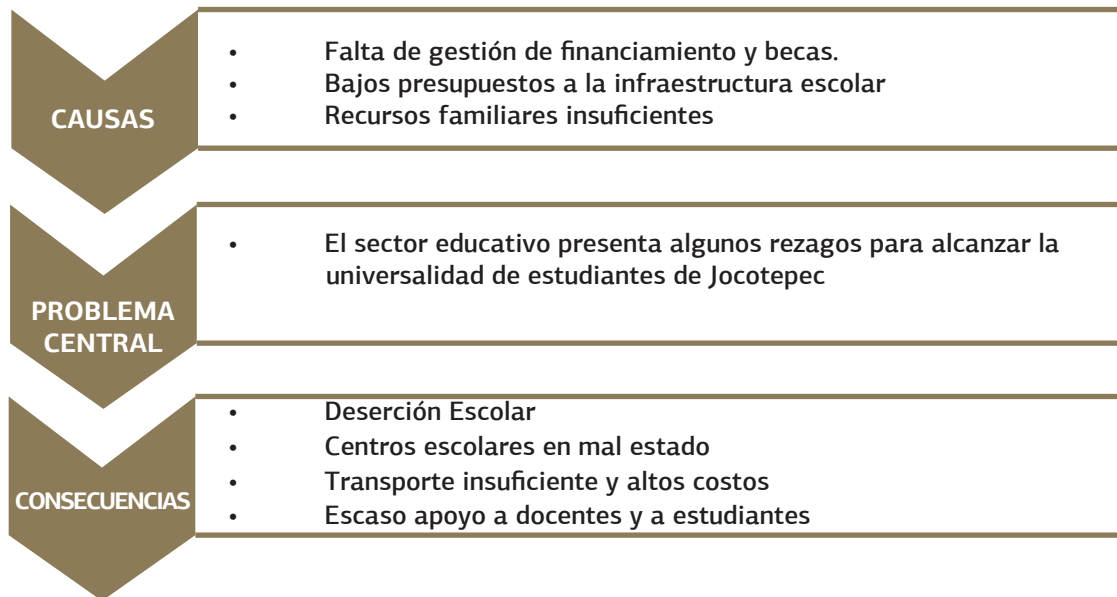 CAUSAS
• Falta de gestión de financiamiento y becas.
• Bajos presupuestos a la infraestructura escolar
• Recursos familiares insuficientes
PROBLEMA
CENTRAL
• El sector educativo presenta algunos rezagos para alcanzar la
universalidad de estudiantes de Jocotepec
CONSECUENCIAS
• Deserción Escolar
• Centros escolares en mal estado
• Transporte insuficiente y altos costos
• Escaso apoyo a docentes y a estudiantes